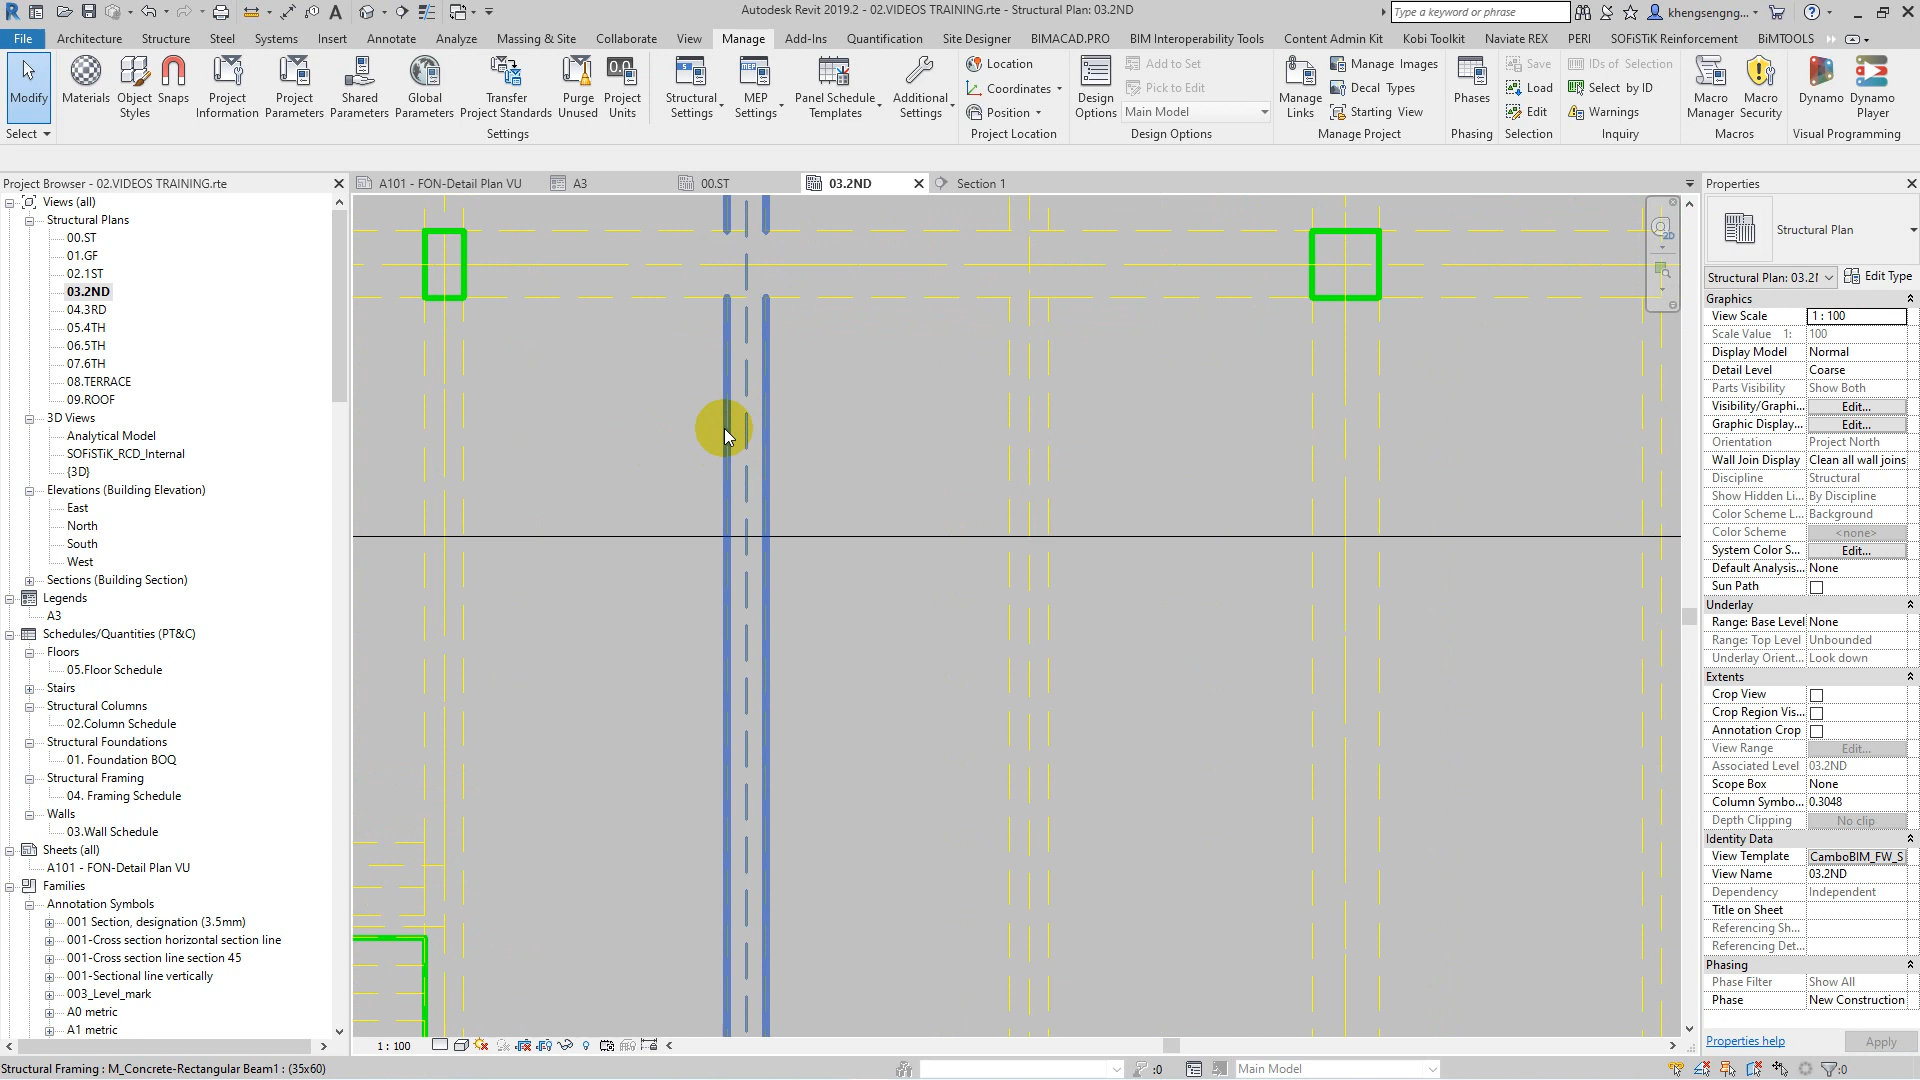 Autodesk Revit 2019.2 - 02.VIDEOS TRAINING.rte - Structural Plan: 03.2ND
Type a keyword or phrase
khengsengng...
File Architecture Structure Steel Systems Insert Annotate Analyze Massing & Site Collaborate View Manage Add-Ins Quantification Site Designer BIMACAD.PRO BIM Interoperability Tools Content Admin Kit Kobi Toolkit Naviate REX PERI SOFiSTiK Reinforcement BiMTOOLS
Modify
Materials
Object Styles
Snaps
Project Information
Project Parameters
Shared Parameters
Global Parameters
Transfer Project Standards
Purge Unused
Project Units
Structural Settings
MEP Settings
Panel Schedule Templates
Additional Settings
Location
Coordinates
Position
Design Options
Add to Set
Pick to Edit
Main Model
Manage Links
Manage Images
Decal Types
Starting View
Phases
Save
Load
Edit
IDs of Selection
Select by ID
Warnings
Macro Manager
Macro Security
Dynamo
Dynamo Player
Select
Settings
Project Location
Design Options
Manage Project
Phasing
Selection
Inquiry
Macros
Visual Programming
Project Browser - 02.VIDEOS TRAINING.rte
Views (all)
Structural Plans
00.ST
01.GF
02.1ST
03.2ND
04.3RD
05.4TH
06.5TH
07.6TH
08.TERRACE
09.ROOF
3D Views
Analytical Model
SOFiSTiK_RCD_Internal
{3D}
Elevations (Building Elevation)
East
North
South
West
Sections (Building Section)
Legends
A3
Schedules/Quantities (PT&C)
Floors
05.Floor Schedule
Stairs
Structural Columns
02.Column Schedule
Structural Foundations
01. Foundation BOQ
Structural Framing
04. Framing Schedule
Walls
03.Wall Schedule
Sheets (all)
A101 - FON-Detail Plan VU
Families
Annotation Symbols
001 Section, designation (3.5mm)
001-Cross section horizontal section line
001-Cross section line section 45
001-Sectional line vertically
003_Level_mark
A0 metric
A1 metric
A101 - FON-Detail Plan VU
A3
00.ST
03.2ND
Section 1
2D
Properties
Structural Plan
Structural Plan: 03.2I
Edit Type
Graphics
View Scale 1 : 100
Scale Value 1: 100
Display Model Normal
Detail Level Coarse
Parts Visibility Show Both
Visibility/Graphi... Edit...
Graphic Display... Edit...
Orientation Project North
Wall Join Display Clean all wall joins
Discipline Structural
Show Hidden Li... By Discipline
Color Scheme L... Background
Color Scheme <none>
System Color S... Edit...
Default Analysis... None
Sun Path
Underlay
Range: Base Level None
Range: Top Level Unbounded
Underlay Orient... Look down
Extents
Crop View
Crop Region Vis...
Annotation Crop
View Range Edit...
Associated Level 03.2ND
Scope Box None
Column Symbo... 0.3048
Depth Clipping No clip
Identity Data
View Template CamboBIM_FW_S
View Name 03.2ND
Dependency Independent
Title on Sheet
Referencing Sh...
Referencing Det...
Phasing
Phase Filter Show All
Phase New Construction
Properties help
Apply
1 : 100
Structural Framing : M_Concrete-Rectangular Beam1 : (35x60)
:0
Main Model
:0